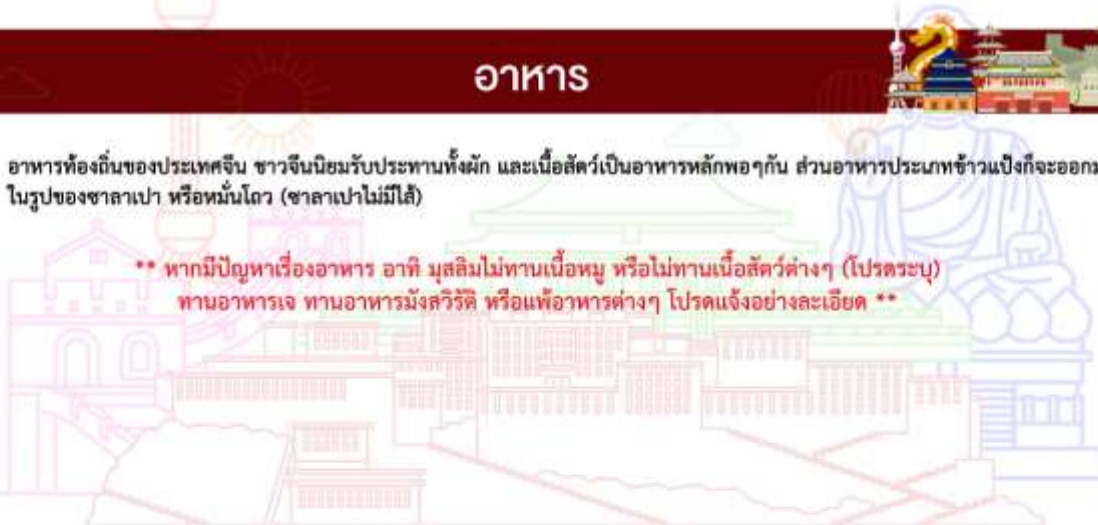 อาหาร
อาหารท้องถิ่นของประเทศจีน ชาวจีนนิยมรับประทานทั้งผัก และเนื้อสัตว์เป็นอาหารหลักพอๆกัน ส่วนอาหารประเภทข้าวแป้งก็จะออกม
ในรูปของซาลาเปา หรือหมั่นโถว (ซาลาเปาไม่มีไส้)
** หากมีปัญหาเรื่องอาหาร อาทิ มุสลิมไม่ทานเนื้อหมู หรือไม่ทานเนื้อสัตว์ต่างๆ (โปรดระบุ)
ทานอาหารเจ ทานอาหารมังสวิรัติ หรือแพ้อาหารต่างๆ โปรดแจ้งอย่างละเอียด **